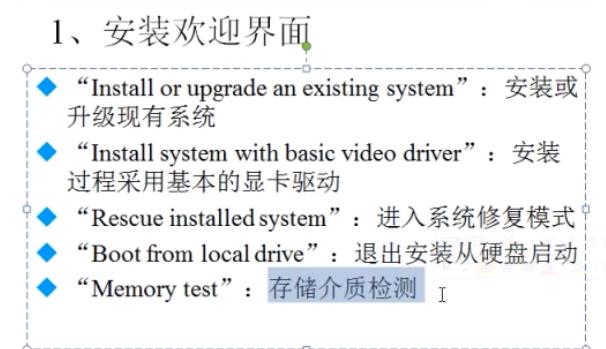 1、安装欢迎界面
“Install or upgrade an existing system”：安装或
升级现有系统
“Install system with basic video driver”：安装
过程采用基本的显卡驱动
“Rescue installed system”：进入系统修复模式
“Boot from local drive”：退出安装从硬盘启动
“Memory test”：存储介质检测